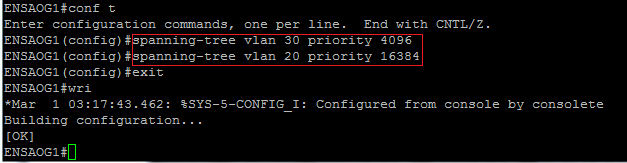 ENSAOG1#conf t
Enter configuration commands, one per line.  End with CNTL/Z.
ENSAOG1(config)#spanning-tree vlan 30 priority 4096
ENSAOG1(config)#spanning-tree vlan 20 priority 16384
ENSAOG1(config)#exit
ENSAOG1#wri
*Mar  1 03:17:43.462: %SYS-5-CONFIG_I: Configured from console by consolete
Building configuration...
[OK]
ENSAOG1#